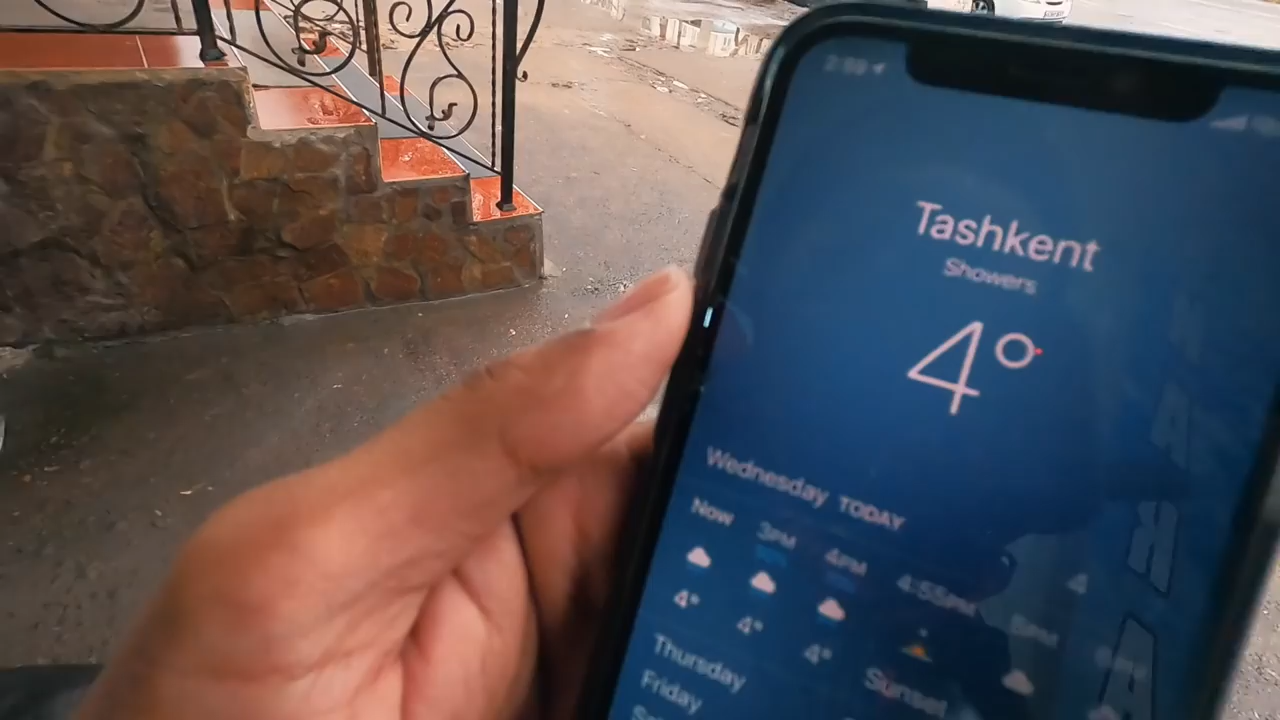 Tashkent
Showers
4°
Wednesday TODAY
Now 3PM 4PM 4:55PM
4° 4° 4° Sunset
Thursday
Friday